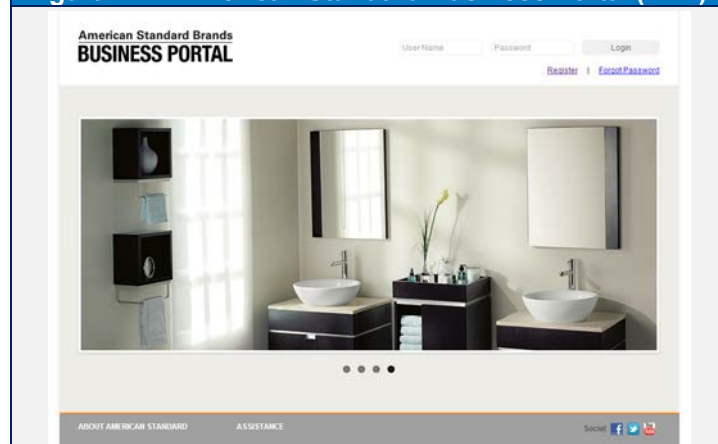 American Standard Brands
BUSINESS PORTAL
User Name Password Login
Register | Forgot Password
ABOUT AMERICAN STANDARD ASSISTANCE Social